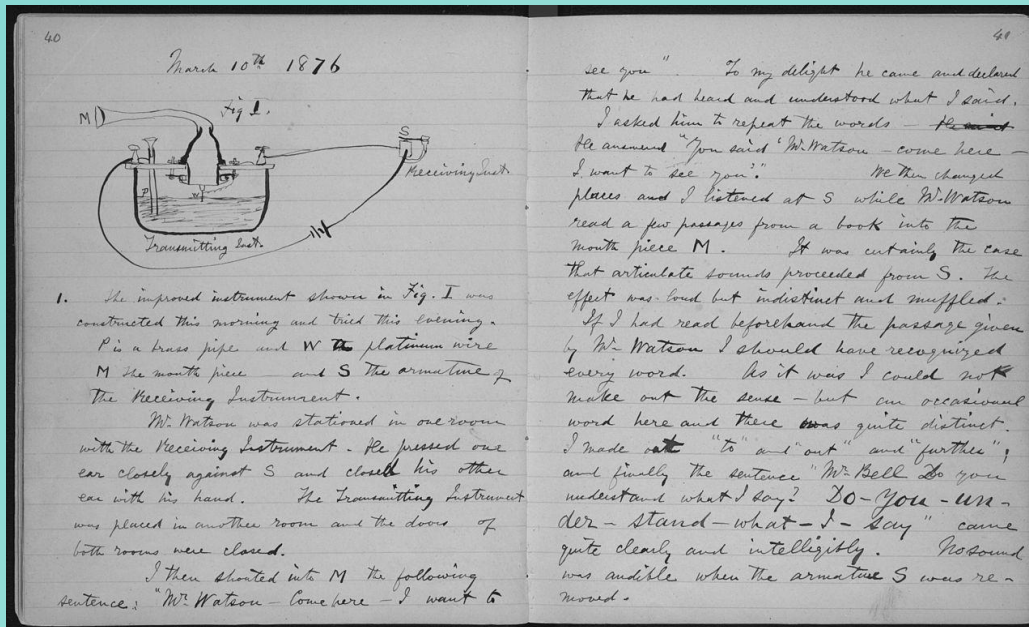 40
March 10th 1876
Fig 1.
M
S
Receiving Inst.
P
W
Transmitting Inst.
1. The improved instrument shown in Fig. I was
constructed this morning and tried this evening.
P is a brass pipe and W the platinum wire
M the mouth piece and S the armature of
the Receiving Instrument.
Mr. Watson was stationed in one room
with the Receiving Instrument. He pressed one
ear closely against S and closed his other
ear with his hand. The Transmitting Instrument
was placed in another room and the doors of
both rooms were closed.
I then shouted into M the following
sentence: "Mr. Watson – Come here – I want to
41
see you". To my delight he came and declared
that he had heard and understood what I said.
I asked him to repeat the words –
He answered "You said 'Mr. Watson – come here –
I want to see you'." We then changed
places and I listened at S while Mr. Watson
read a few passages from a book into the
mouth piece M. It was certainly the case
that articulate sounds proceeded from S. The
effect was loud but indistinct and muffled.
If I had read beforehand the passage given
by Mr. Watson I should have recognized
every word. As it was I could not
make out the sense – but an occasional
word here and there was quite distinct.
I made out "to" and "out" and "further";
and finally the sentence "Mr. Bell Do you
understand what I say? Do – you – un-
der – stand – what – I – say" came
quite clearly and intelligibly. No sound
was audible when the armature S was re-
moved.